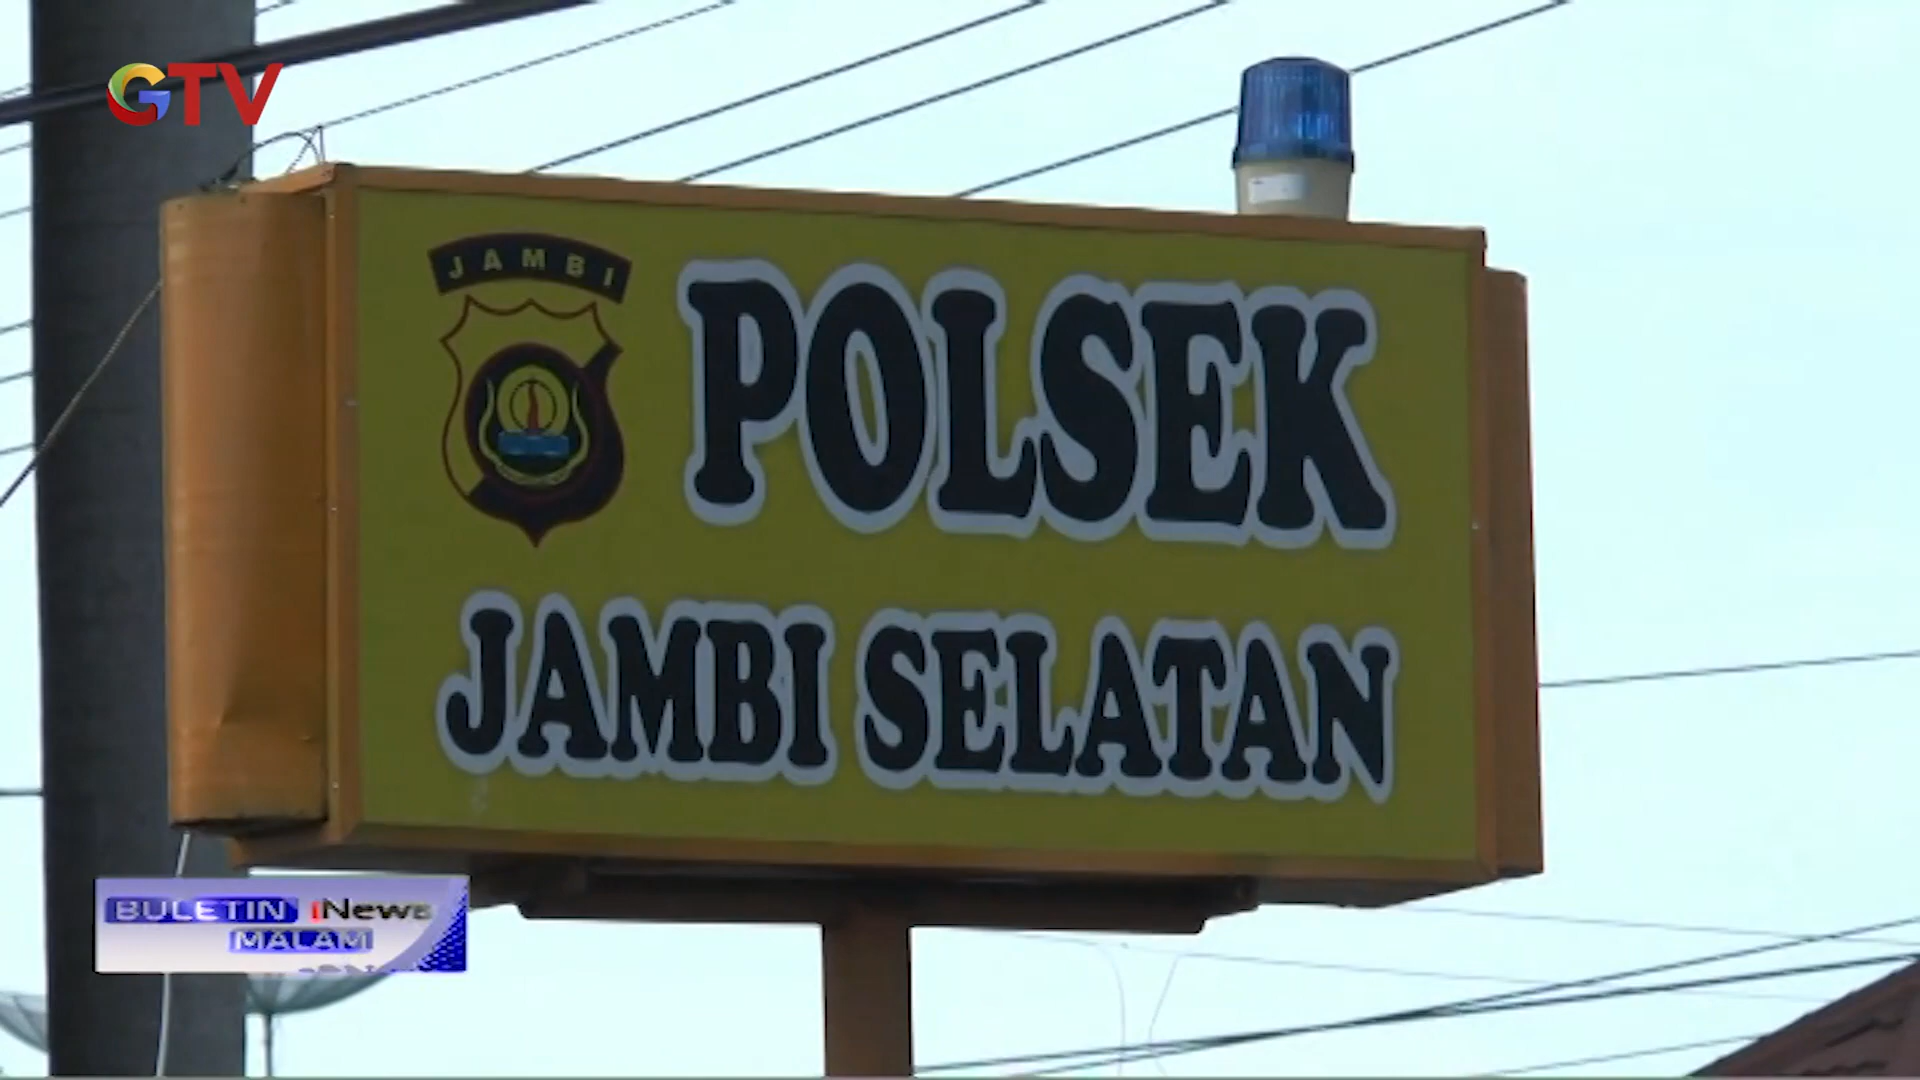 GTV
JAMBI
POLSEK
JAMBI SELATAN
BULETIN iNews
MALAM